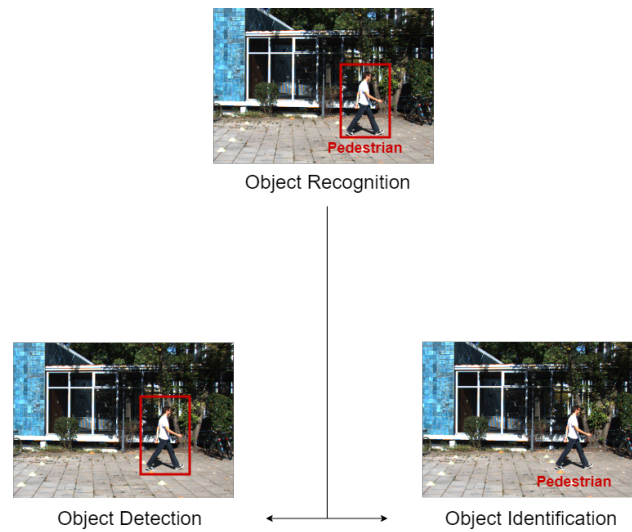 Pedestrian
Object Recognition
Pedestrian
Object Detection
Object Identification